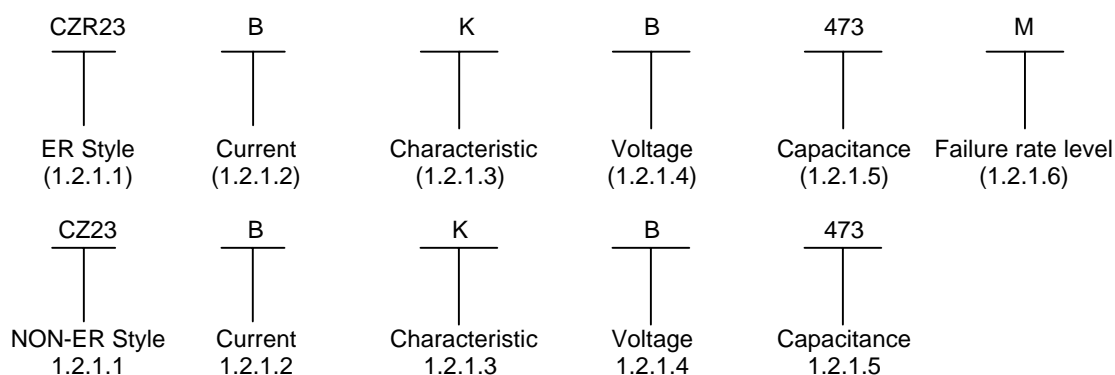 CZR23 B K B 473 M
ER Style Current Characteristic Voltage Capacitance Failure rate level
(1.2.1.1) (1.2.1.2) (1.2.1.3) (1.2.1.4) (1.2.1.5) (1.2.1.6)
CZ23 B K B 473
NON-ER Style Current Characteristic Voltage Capacitance
1.2.1.1 1.2.1.2 1.2.1.3 1.2.1.4 1.2.1.5